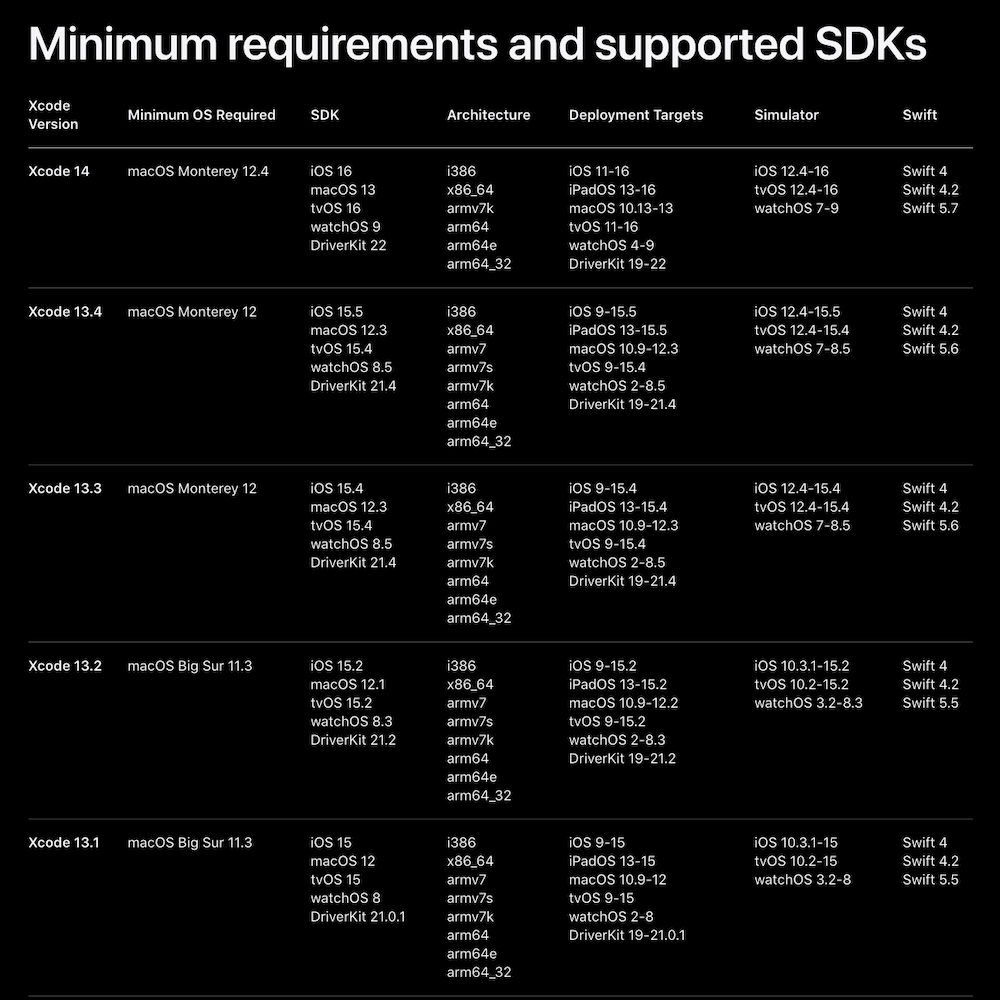 Minimum requirements and supported SDKs
Xcode Version Minimum OS Required SDK Architecture Deployment Targets Simulator Swift
Xcode 14 macOS Monterey 12.4 iOS 16 i386 iOS 11-16 iOS 12.4-16 Swift 4
macOS 13 x86_64 iPadOS 13-16 tvOS 12.4-16 Swift 4.2
tvOS 16 armv7k macOS 10.13-13 watchOS 7-9 Swift 5.7
watchOS 9 arm64 tvOS 11-16
DriverKit 22 arm64e watchOS 4-9
arm64_32 DriverKit 19-22
Xcode 13.4 macOS Monterey 12 iOS 15.5 i386 iOS 9-15.5 iOS 12.4-15.5 Swift 4
macOS 12.3 x86_64 iPadOS 13-15.5 tvOS 12.4-15.4 Swift 4.2
tvOS 15.4 armv7 macOS 10.9-12.3 watchOS 7-8.5 Swift 5.6
watchOS 8.5 armv7s tvOS 9-15.4
DriverKit 21.4 armv7k watchOS 2-8.5
arm64 DriverKit 19-21.4
arm64e
arm64_32
Xcode 13.3 macOS Monterey 12 iOS 15.4 i386 iOS 9-15.4 iOS 12.4-15.4 Swift 4
macOS 12.3 x86_64 iPadOS 13-15.4 tvOS 12.4-15.4 Swift 4.2
tvOS 15.4 armv7 macOS 10.9-12.3 watchOS 7-8.5 Swift 5.6
watchOS 8.5 armv7s tvOS 9-15.4
DriverKit 21.4 armv7k watchOS 2-8.5
arm64 DriverKit 19-21.4
arm64e
arm64_32
Xcode 13.2 macOS Big Sur 11.3 iOS 15.2 i386 iOS 9-15.2 iOS 10.3.1-15.2 Swift 4
macOS 12.1 x86_64 iPadOS 13-15.2 tvOS 10.2-15.2 Swift 4.2
tvOS 15.2 armv7 macOS 10.9-12.2 watchOS 3.2-8.3 Swift 5.5
watchOS 8.3 armv7s tvOS 9-15.2
DriverKit 21.2 armv7k watchOS 2-8.3
arm64 DriverKit 19-21.2
arm64e
arm64_32
Xcode 13.1 macOS Big Sur 11.3 iOS 15 i386 iOS 9-15 iOS 10.3.1-15 Swift 4
macOS 12 x86_64 iPadOS 13-15 tvOS 10.2-15 Swift 4.2
tvOS 15 armv7 macOS 10.9-12 watchOS 3.2-8 Swift 5.5
watchOS 8 armv7s tvOS 9-15
DriverKit 21.0.1 armv7k watchOS 2-8
arm64 DriverKit 19-21.0.1
arm64e
arm64_32